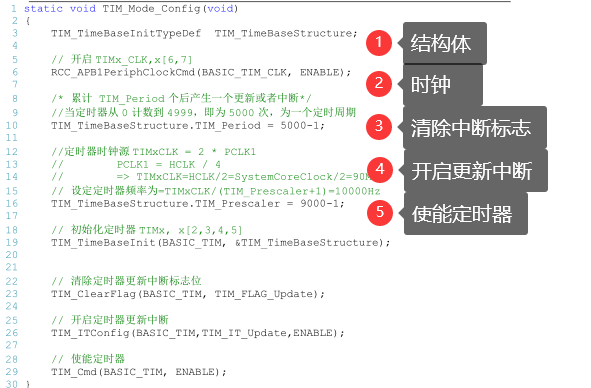 1 static void TIM_Mode_Config(void)
2 {
3 TIM_TimeBaseInitTypeDef  TIM_TimeBaseStructure;
4
5 // 开启 TIMx_CLK,x[6,7]
6 RCC_APB1PeriphClockCmd(BASIC_TIM_CLK, ENABLE);
7
8 /* 累计 TIM_Period 个后产生一个更新或者中断*/
9 //当定时器从 0 计数到 4999，即为 5000 次，为一个定时周期
10 TIM_TimeBaseStructure.TIM_Period = 5000-1;
11
12 //定时器时钟源 TIMxCLK = 2 * PCLK1
13 // PCLK1 = HCLK / 4
14 // => TIMxCLK=HCLK/2=SystemCoreClock/2=90M
15 // 设定定时器频率为=TIMxCLK/(TIM_Prescaler+1)=10000Hz
16 TIM_TimeBaseStructure.TIM_Prescaler = 9000-1;
17
18 // 初始化定时器 TIMx, x[2,3,4,5]
19 TIM_TimeBaseInit(BASIC_TIM, &TIM_TimeBaseStructure);
20
21
22 // 清除定时器更新中断标志位
23 TIM_ClearFlag(BASIC_TIM, TIM_FLAG_Update);
24
25 // 开启定时器更新中断
26 TIM_ITConfig(BASIC_TIM,TIM_IT_Update,ENABLE);
27
28 // 使能定时器
29 TIM_Cmd(BASIC_TIM, ENABLE);
30 }
1 结构体
2 时钟
3 清除中断标志
4 开启更新中断
5 使能定时器